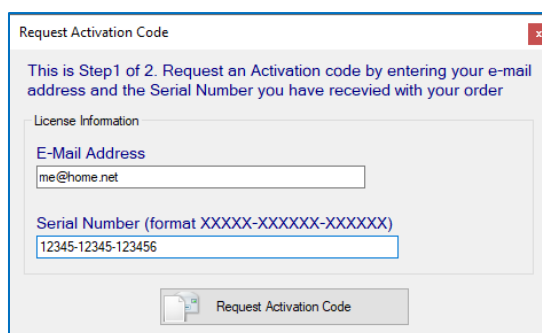 Request Activation Code
x
This is Step1 of 2. Request an Activation code by entering your e-mail
address and the Serial Number you have recevied with your order
License Information
E-Mail Address
me@home.net
Serial Number (format XXXXX-XXXXXX-XXXXXX)
12345-12345-123456
Request Activation Code